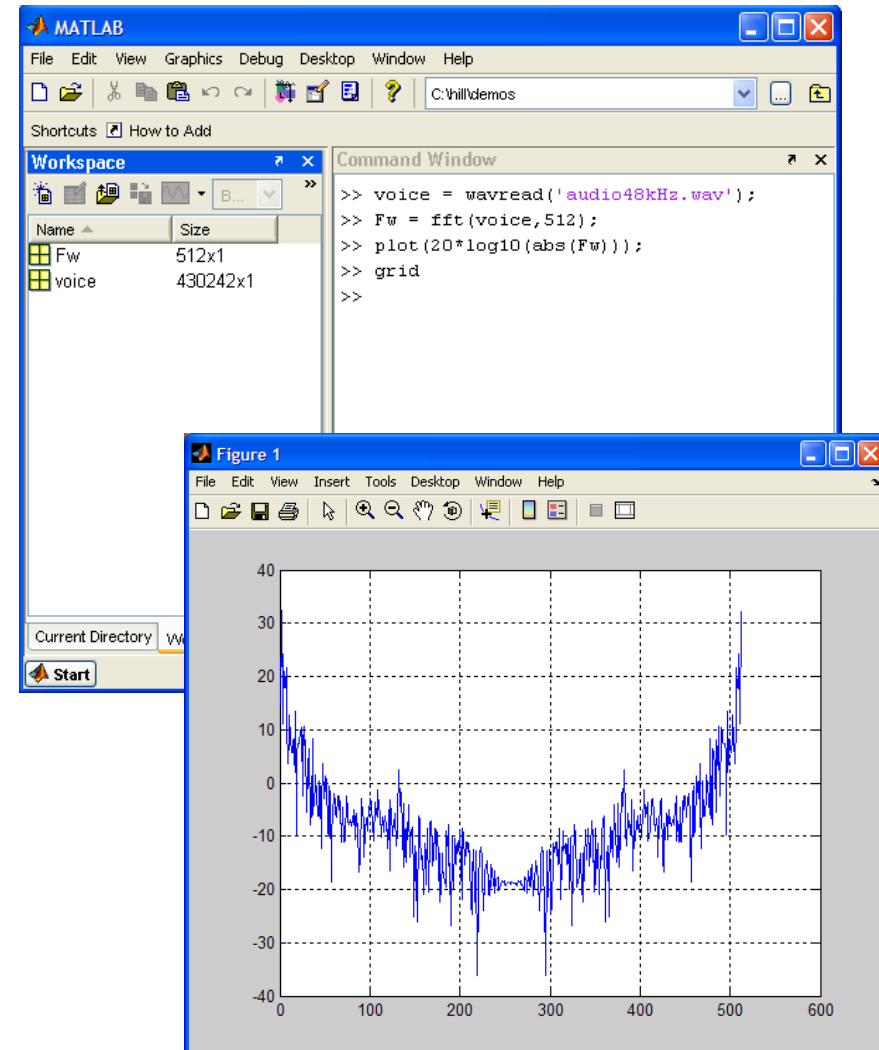 MATLAB
File Edit View Graphics Debug Desktop Window Help
C:\hill\demos
Shortcuts How to Add
Workspace
B...
Name Size
Fw 512x1
voice 430242x1
Command Window
>> voice = wavread('audio48kHz.wav');
>> Fw = fft(voice,512);
>> plot(20*log10(abs(Fw)));
>> grid
>>
Current Directory
Start
Figure 1
File Edit View Insert Tools Desktop Window Help
40
30
20
10
0
-10
-20
-30
-40
0 100 200 300 400 500 600